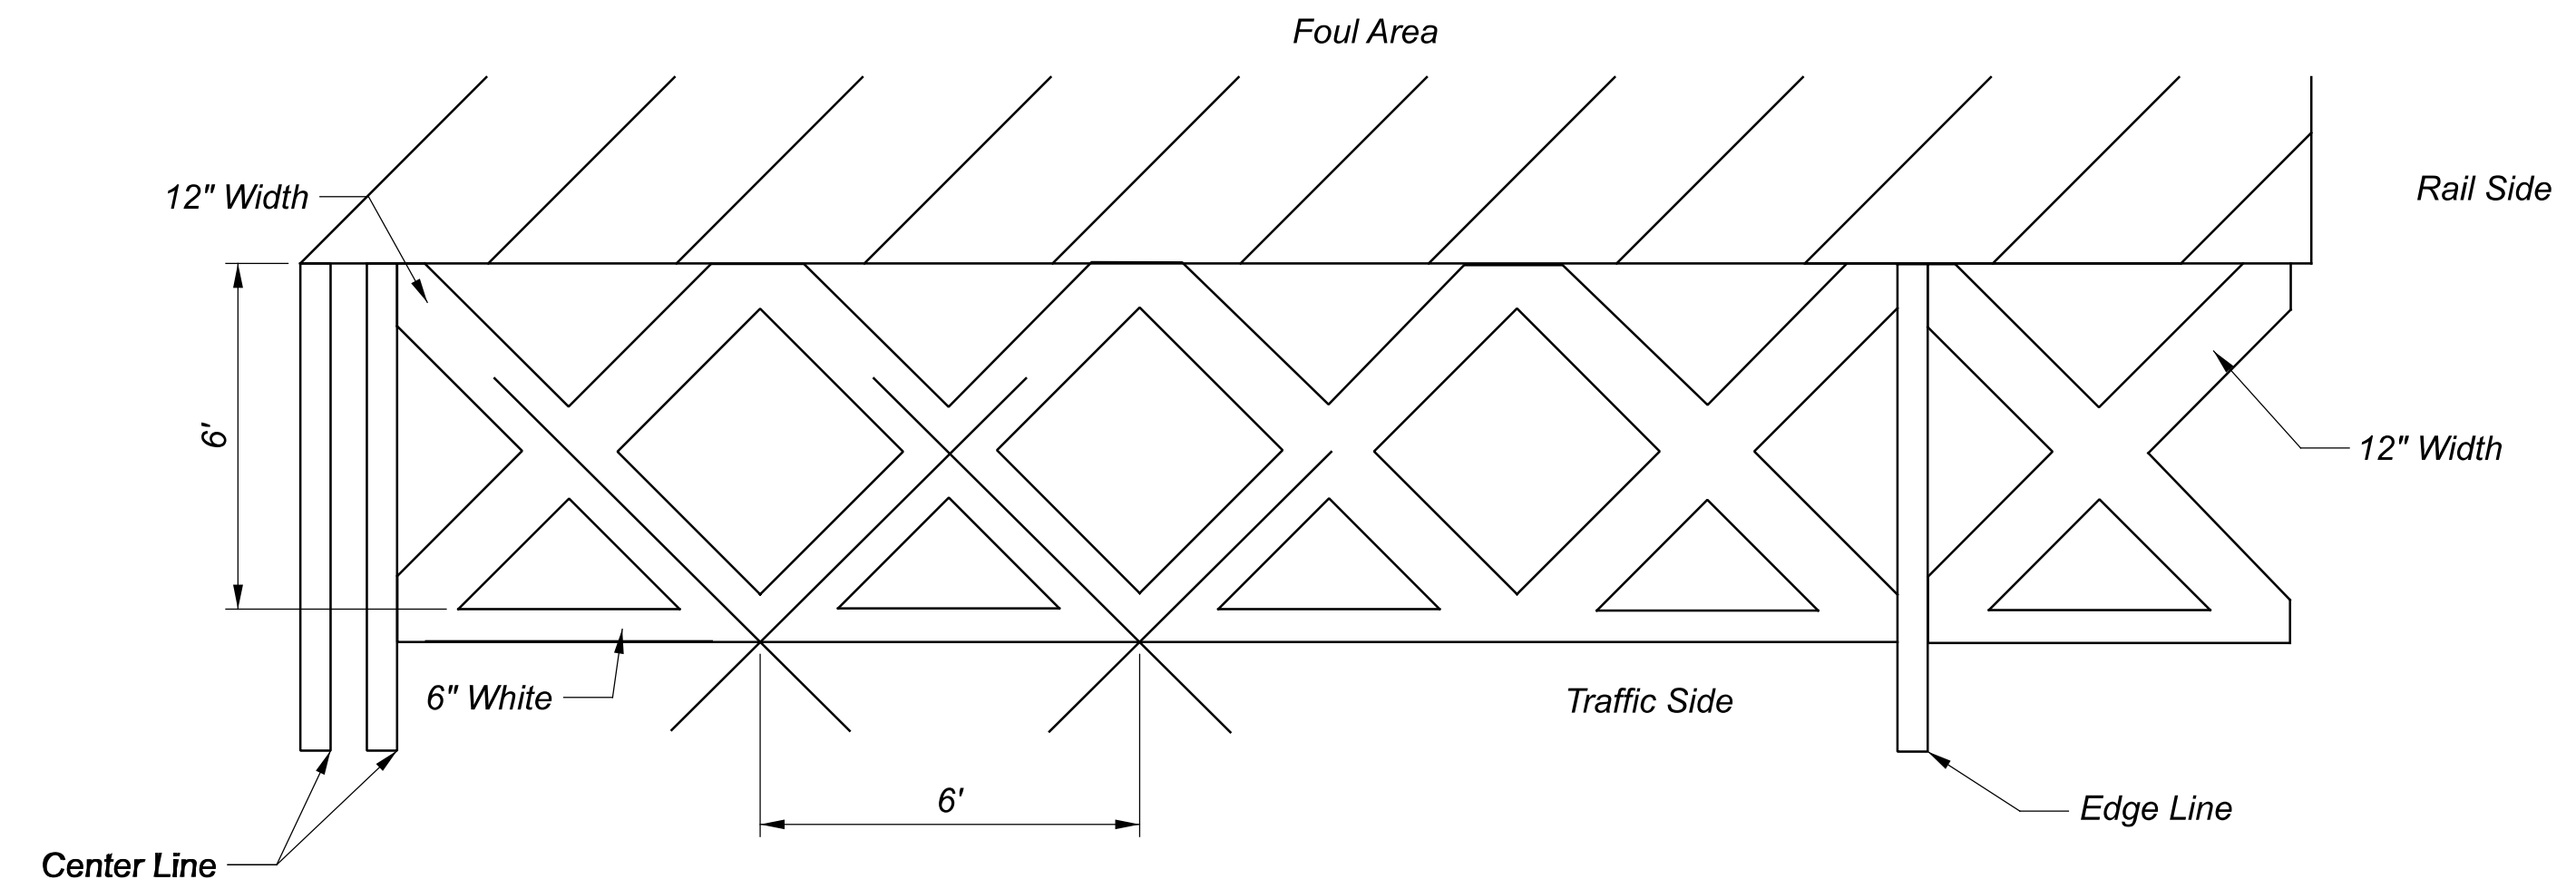 Foul Area
12" Width
Rail Side
6'
12" Width
6" White
Traffic Side
6'
Edge Line
Center Line